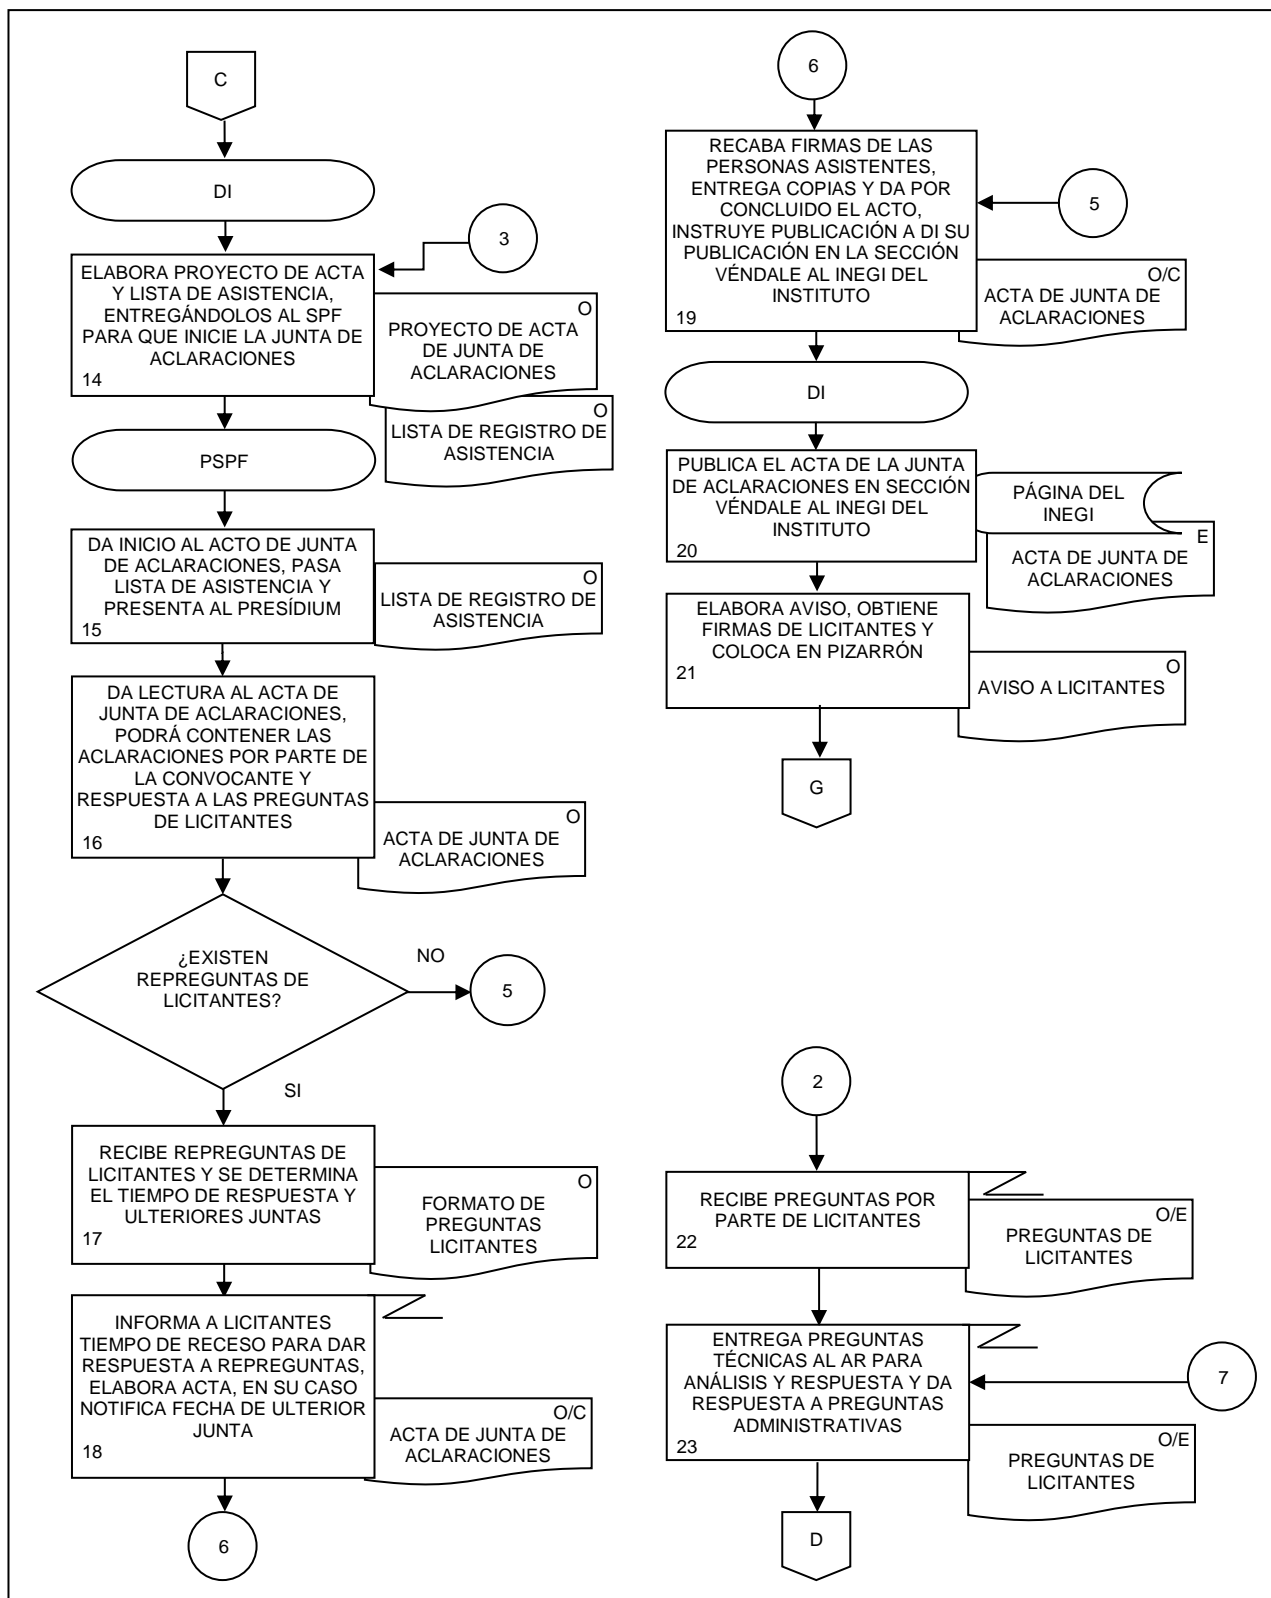 C
DI
3
ELABORA PROYECTO DE ACTA
Y LISTA DE ASISTENCIA,
ENTREGÁNDOLOS AL SPF
PARA QUE INICIE LA JUNTA DE
ACLARACIONES
14
O
PROYECTO DE ACTA
DE JUNTA DE
ACLARACIONES
O
LISTA DE REGISTRO DE
ASISTENCIA
PSPF
DA INICIO AL ACTO DE JUNTA
DE ACLARACIONES, PASA
LISTA DE ASISTENCIA Y
PRESENTA AL PRESÍDIUM
15
O
LISTA DE REGISTRO DE
ASISTENCIA
DA LECTURA AL ACTA DE
JUNTA DE ACLARACIONES,
PODRÁ CONTENER LAS
ACLARACIONES POR PARTE DE
LA CONVOCANTE Y
RESPUESTA A LAS PREGUNTAS
DE LICITANTES
16
O
ACTA DE JUNTA DE
ACLARACIONES
¿EXISTEN
REPREGUNTAS DE
LICITANTES?
NO
5
SI
RECIBE REPREGUNTAS DE
LICITANTES Y SE DETERMINA
EL TIEMPO DE RESPUESTA Y
ULTERIORES JUNTAS
17
O
FORMATO DE
PREGUNTAS
LICITANTES
INFORMA A LICITANTES
TIEMPO DE RECESO PARA DAR
RESPUESTA A REPREGUNTAS,
ELABORA ACTA, EN SU CASO
NOTIFICA FECHA DE ULTERIOR
JUNTA
18
O/C
ACTA DE JUNTA DE
ACLARACIONES
6
6
RECABA FIRMAS DE LAS
PERSONAS ASISTENTES,
ENTREGA COPIAS Y DA POR
CONCLUIDO EL ACTO,
INSTRUYE PUBLICACIÓN A DI SU
PUBLICACIÓN EN LA SECCIÓN
VÉNDALE AL INEGI DEL
INSTITUTO
19
5
O/C
ACTA DE JUNTA DE
ACLARACIONES
DI
PUBLICA EL ACTA DE LA JUNTA
DE ACLARACIONES EN SECCIÓN
VÉNDALE AL INEGI DEL
INSTITUTO
20
PÁGINA DEL
INEGI
E
ACTA DE JUNTA DE
ACLARACIONES
ELABORA AVISO, OBTIENE
FIRMAS DE LICITANTES Y
COLOCA EN PIZARRÓN
21
O
AVISO A LICITANTES
G
2
RECIBE PREGUNTAS POR
PARTE DE LICITANTES
22
O/E
PREGUNTAS DE
LICITANTES
ENTREGA PREGUNTAS
TÉCNICAS AL AR PARA
ANÁLISIS Y RESPUESTA Y DA
RESPUESTA A PREGUNTAS
ADMINISTRATIVAS
23
7
O/E
PREGUNTAS DE
LICITANTES
D